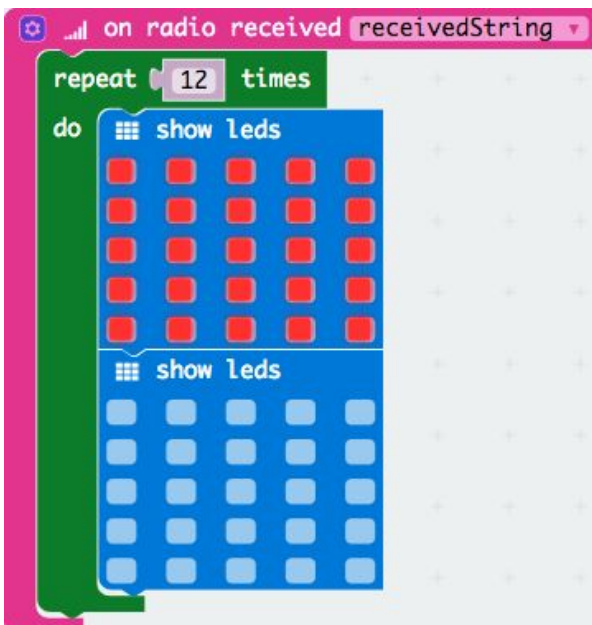 on radio received receivedString
repeat 12 times
do show leds
show leds